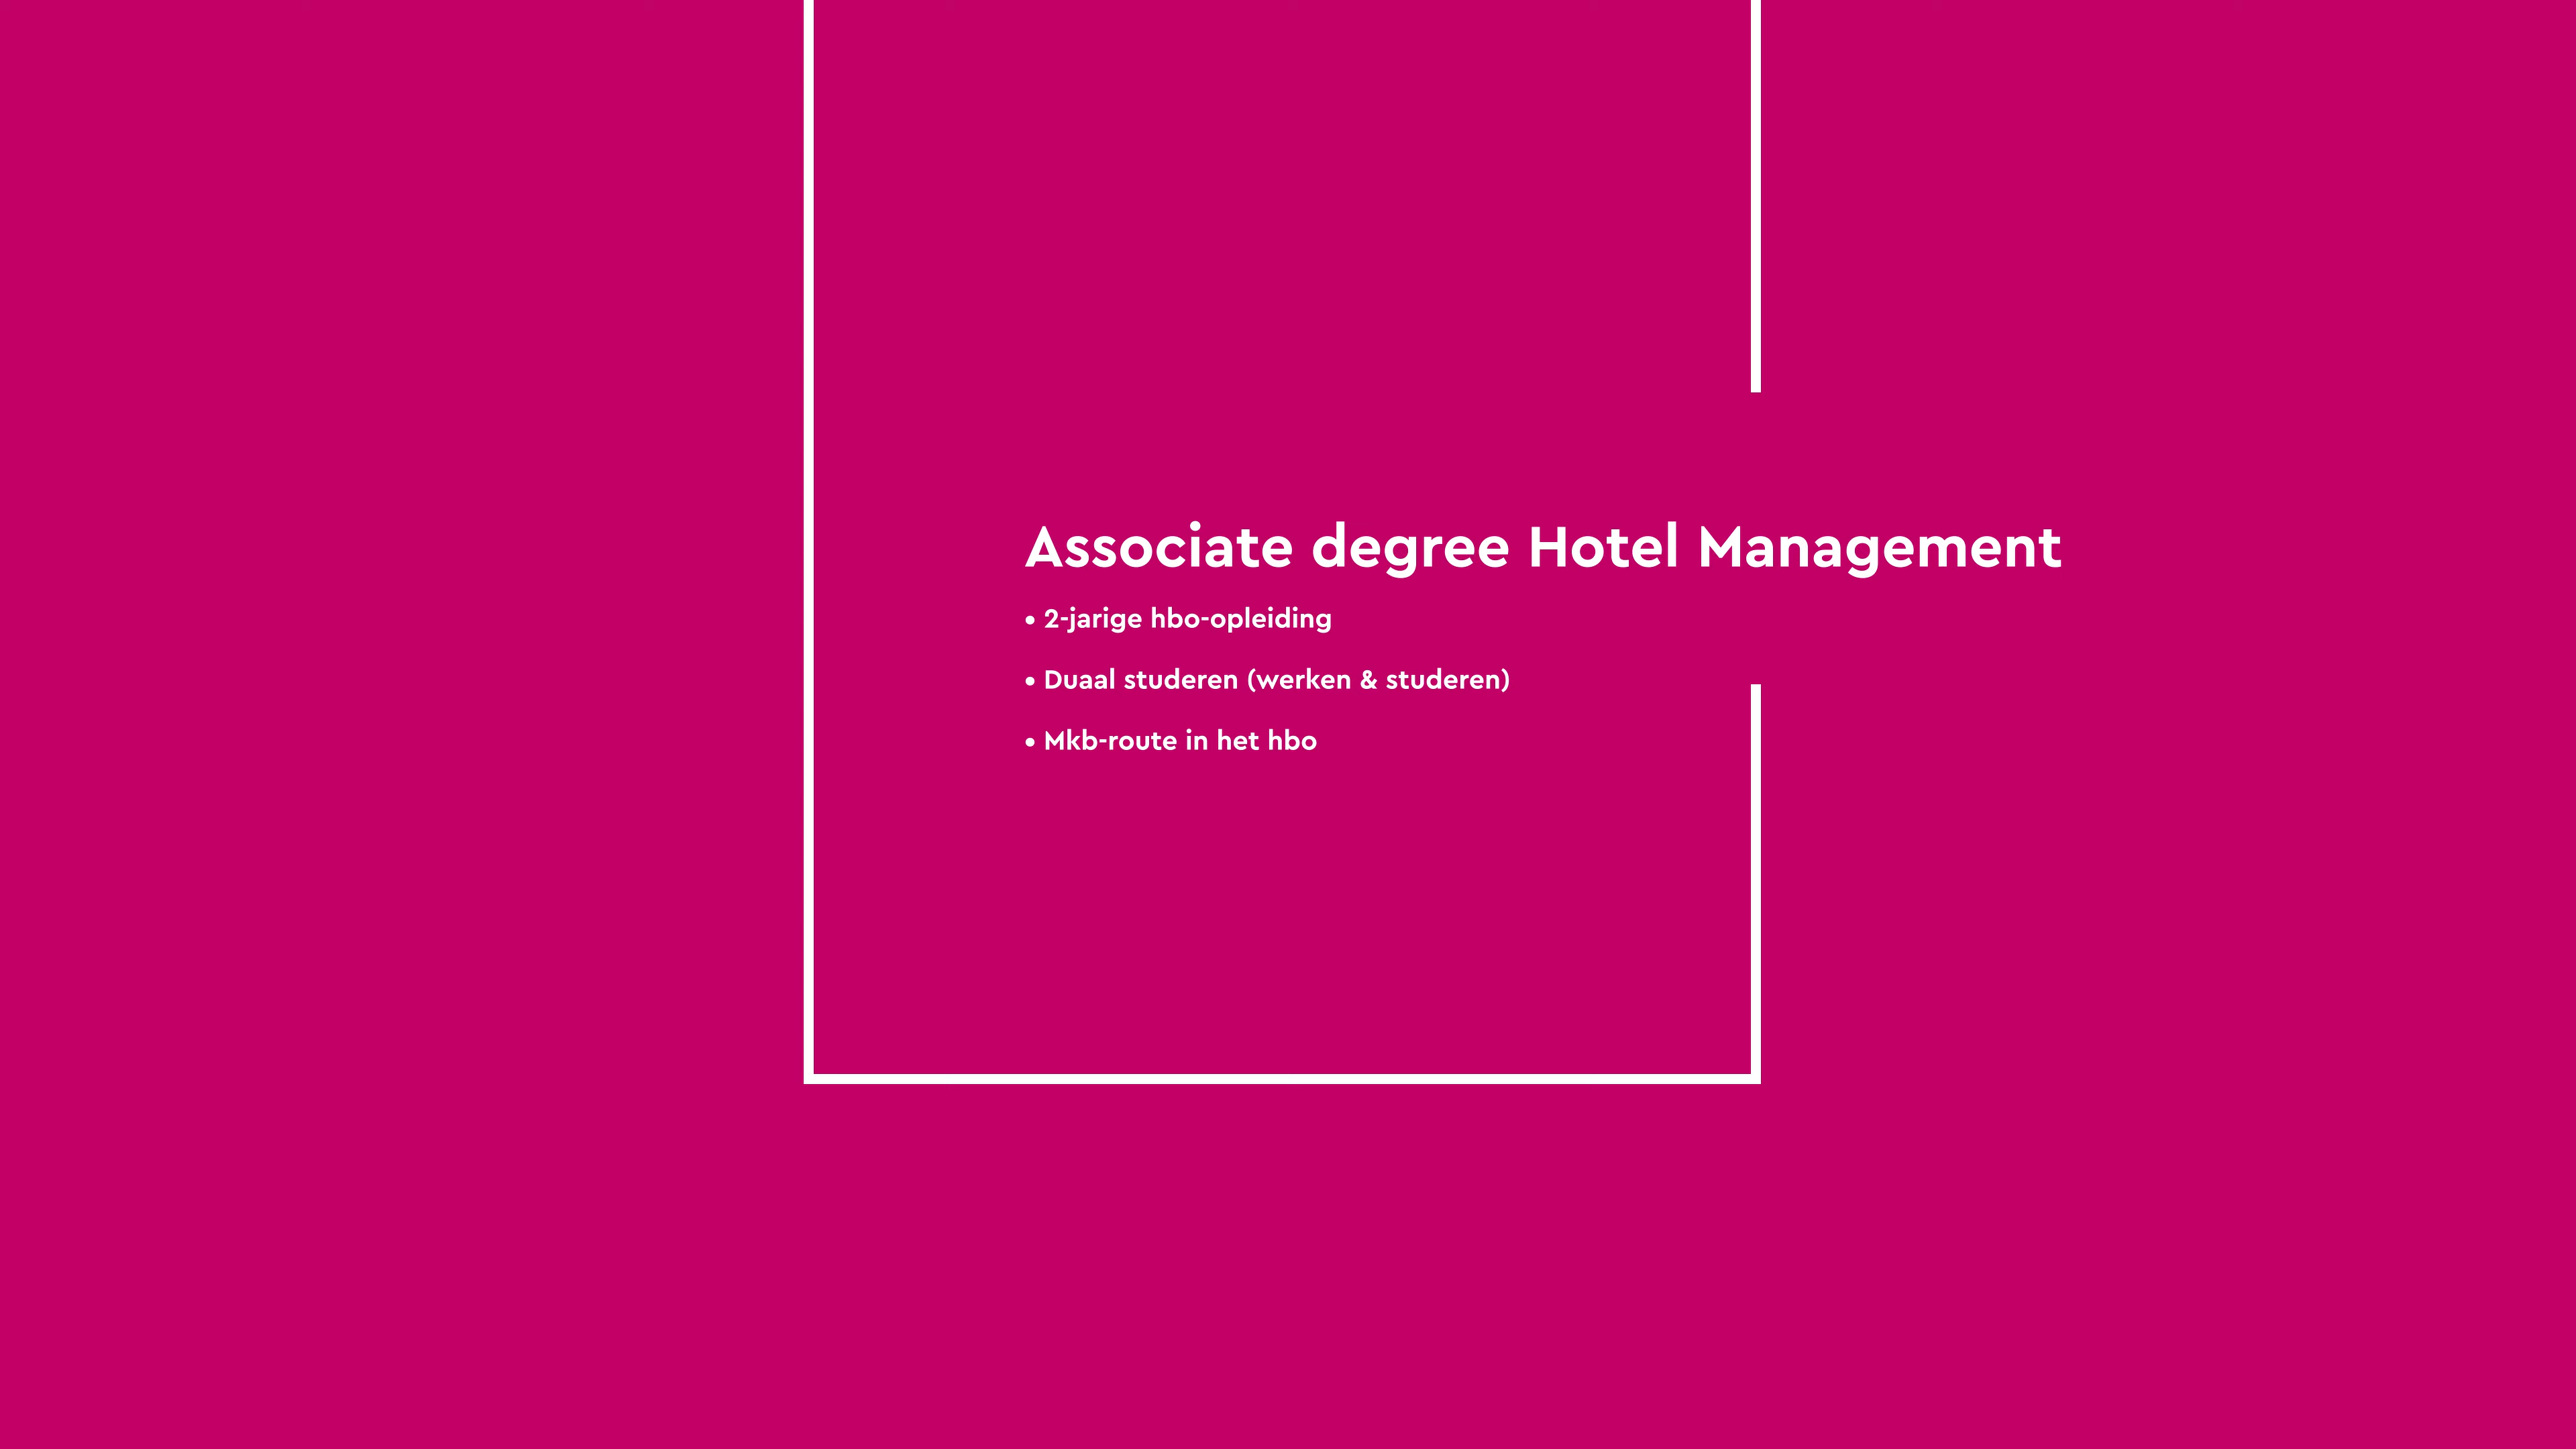 Associate degree Hotel Management
• 2-jarige hbo-opleiding
• Duaal studeren (werken & studeren)
• Mkb-route in het hbo